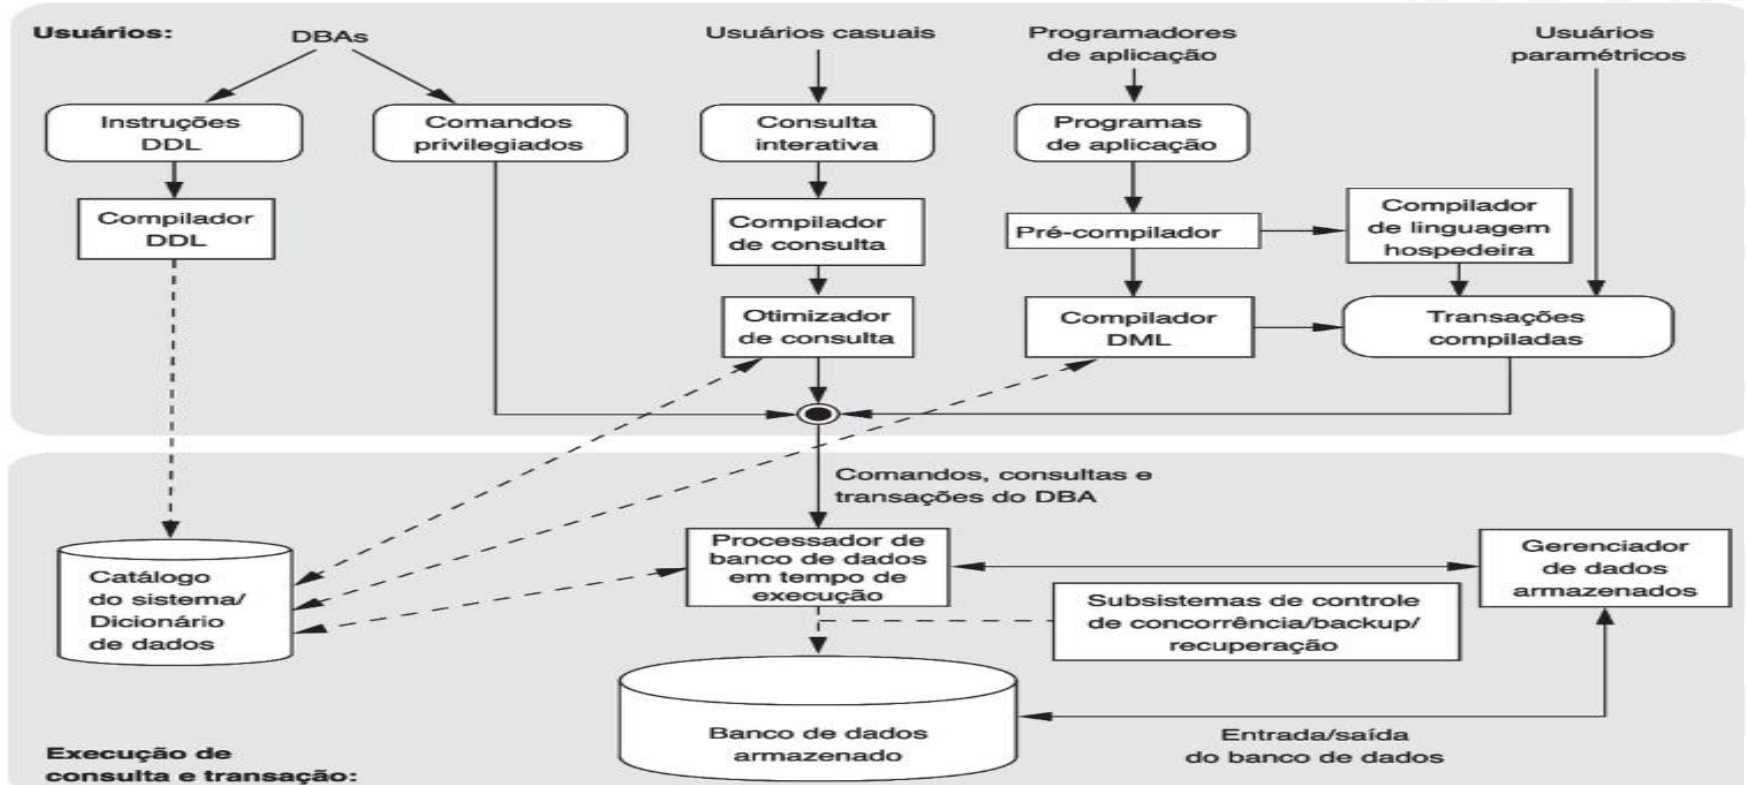 Usuários:
DBAs
Usuários casuais
Programadores
de aplicação
Usuários
paramétricos
Instruções
DDL
Comandos
privilegiados
Consulta
interativa
Programas
de aplicação
Compilador
DDL
Compilador
de consulta
Pré-compilador
Compilador
de linguagem
hospedeira
Otimizador
de consulta
Compilador
DML
Transações
compiladas
Comandos, consultas e
transações do DBA
Catálogo
do sistema/
Dicionário
de dados
Processador de
banco de dados
em tempo de
execução
Gerenciador
de dados
armazenados
Subsistemas de controle
de concorrência/backup/
recuperação
Banco de dados
armazenado
Entrada/saída
do banco de dados
Execução de
consulta e transação: